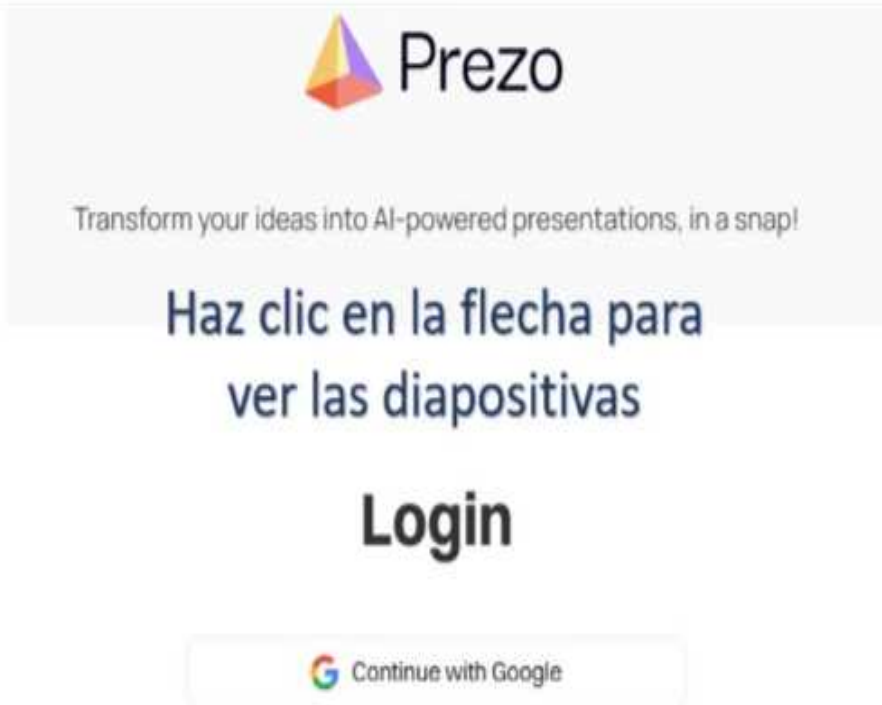 Prezo
Transform your ideas into AI-powered presentations, in a snap!
Haz clic en la flecha para
ver las diapositivas
Login
Continue with Google